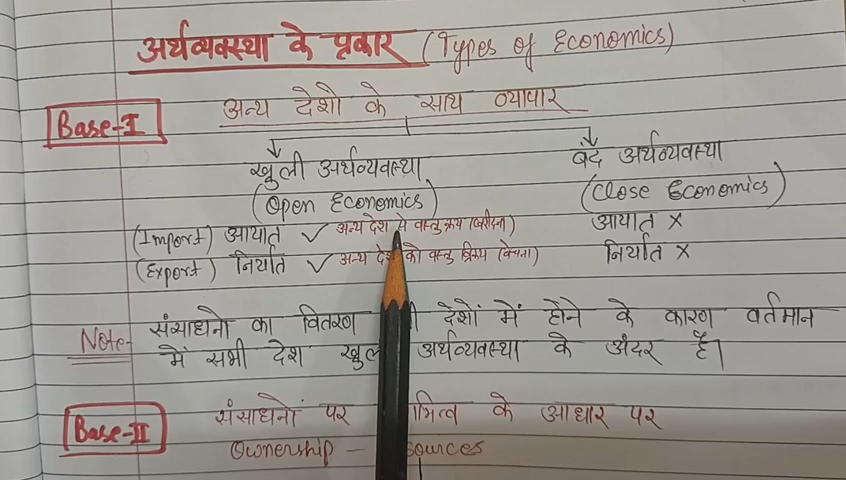 अर्थव्यवस्था के प्रकार (Types of Economics)
Base-I अन्य देशो के साथ व्यापार
खुली अर्थव्यवस्था बंद अर्थव्यवस्था
(Open Economics) (Close Economics)
(Import) आयात ✓ अन्य देश से वस्तु क्रय (खरीदना) आयात ×
(Export) निर्यात ✓ अन्य देश को वस्तु विक्रय (बेचना) निर्यात ×
Note- संसाधनो का वितरण देशों में होने के कारण वर्तमान
में सभी देश अर्थव्यवस्था के अंदर है।
Base-II संसाधनों पर के आधार पर
Ownership -